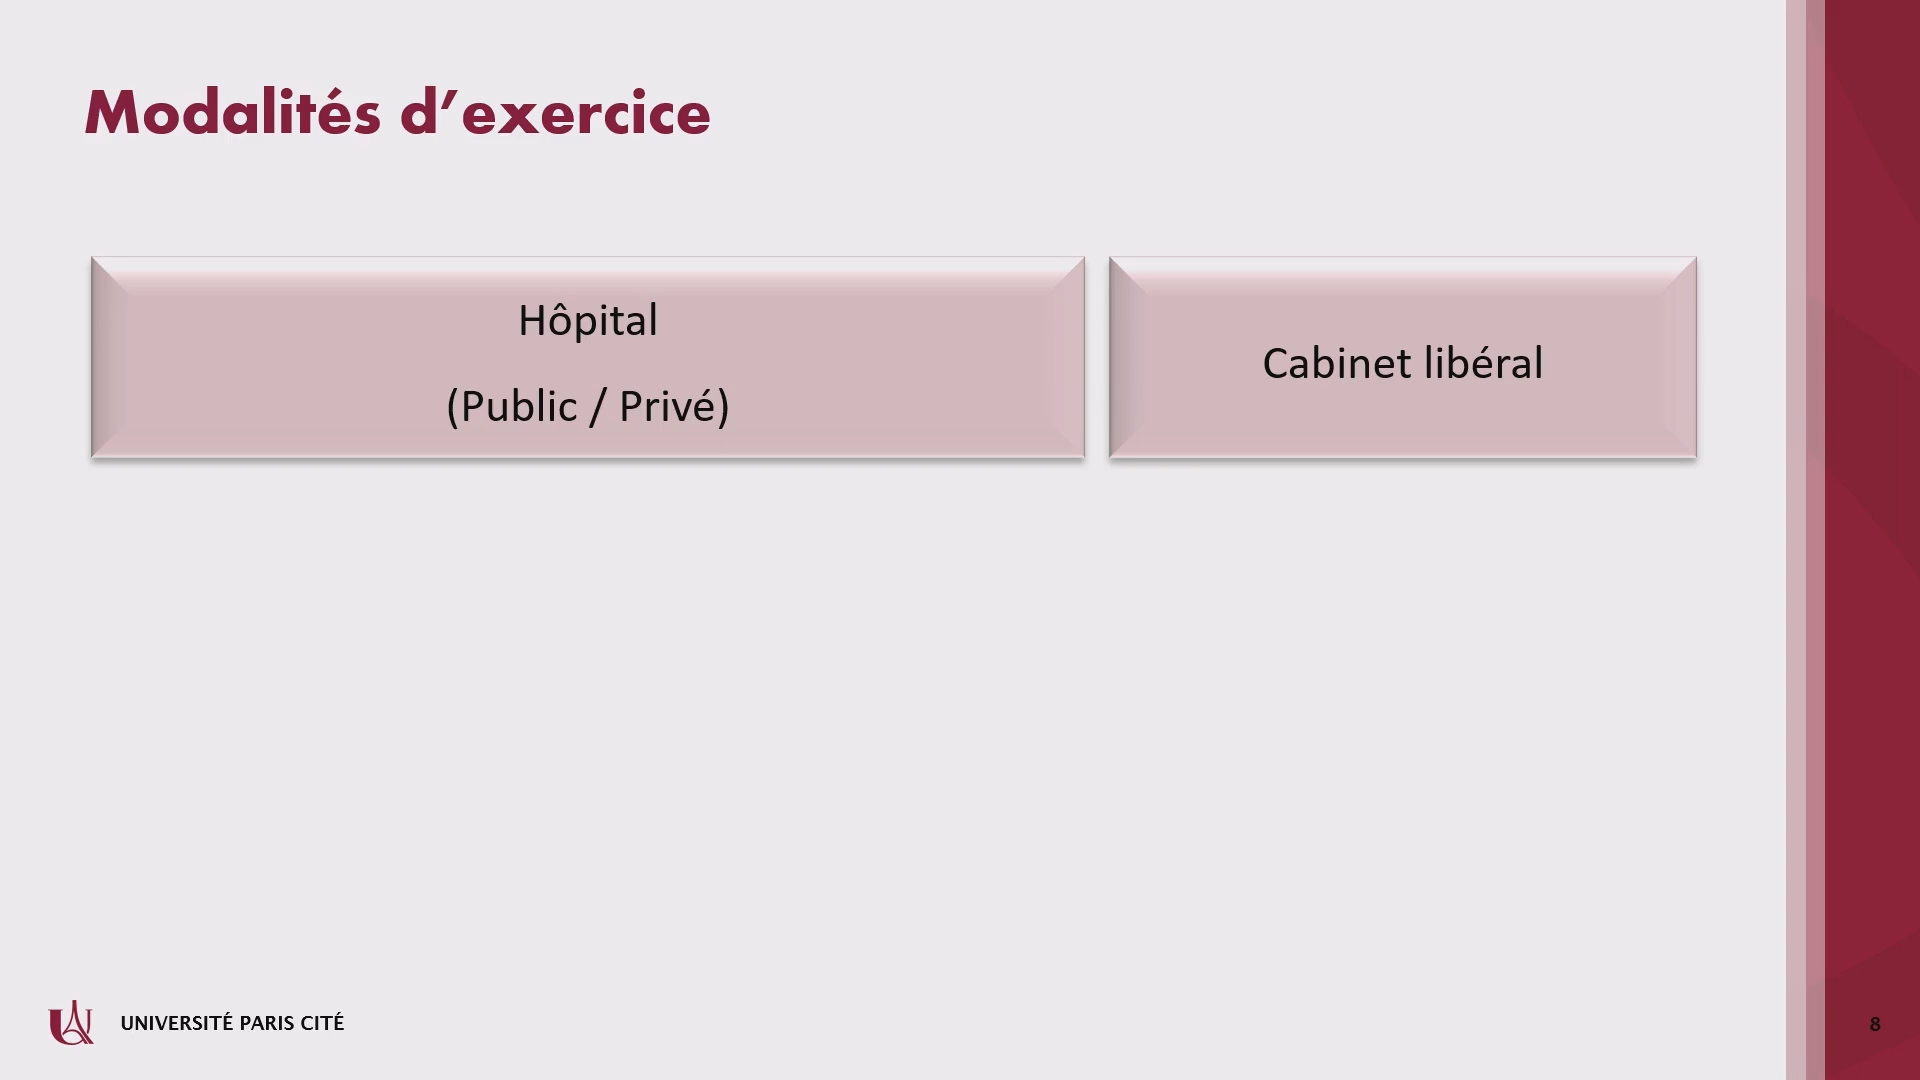 Modalités d’exercice
Hôpital
(Public / Privé)
Cabinet libéral
UNIVERSITÉ PARIS CITÉ
8